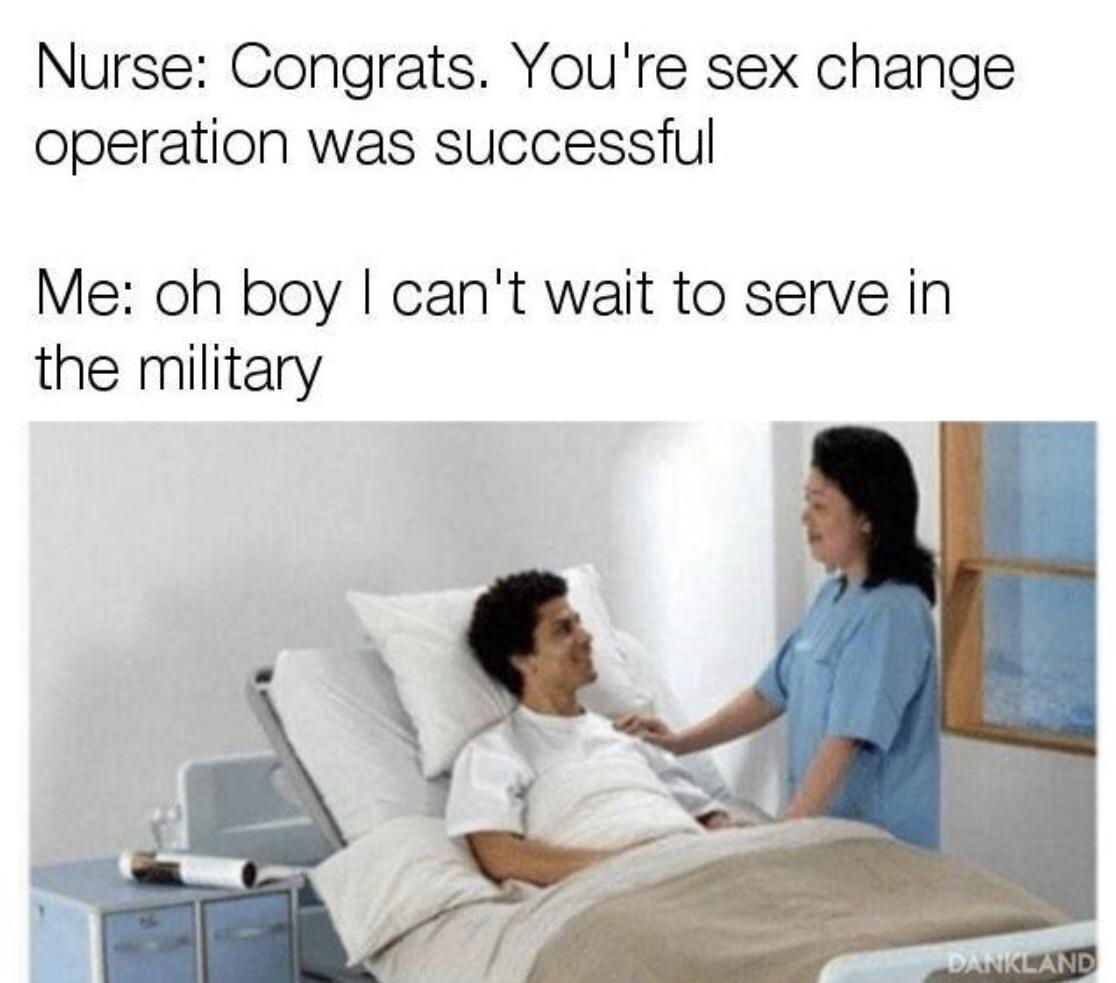 Nurse: Congrats. You're sex change
operation was successful
Me: oh boy I can't wait to serve in
the military
DANKLAND